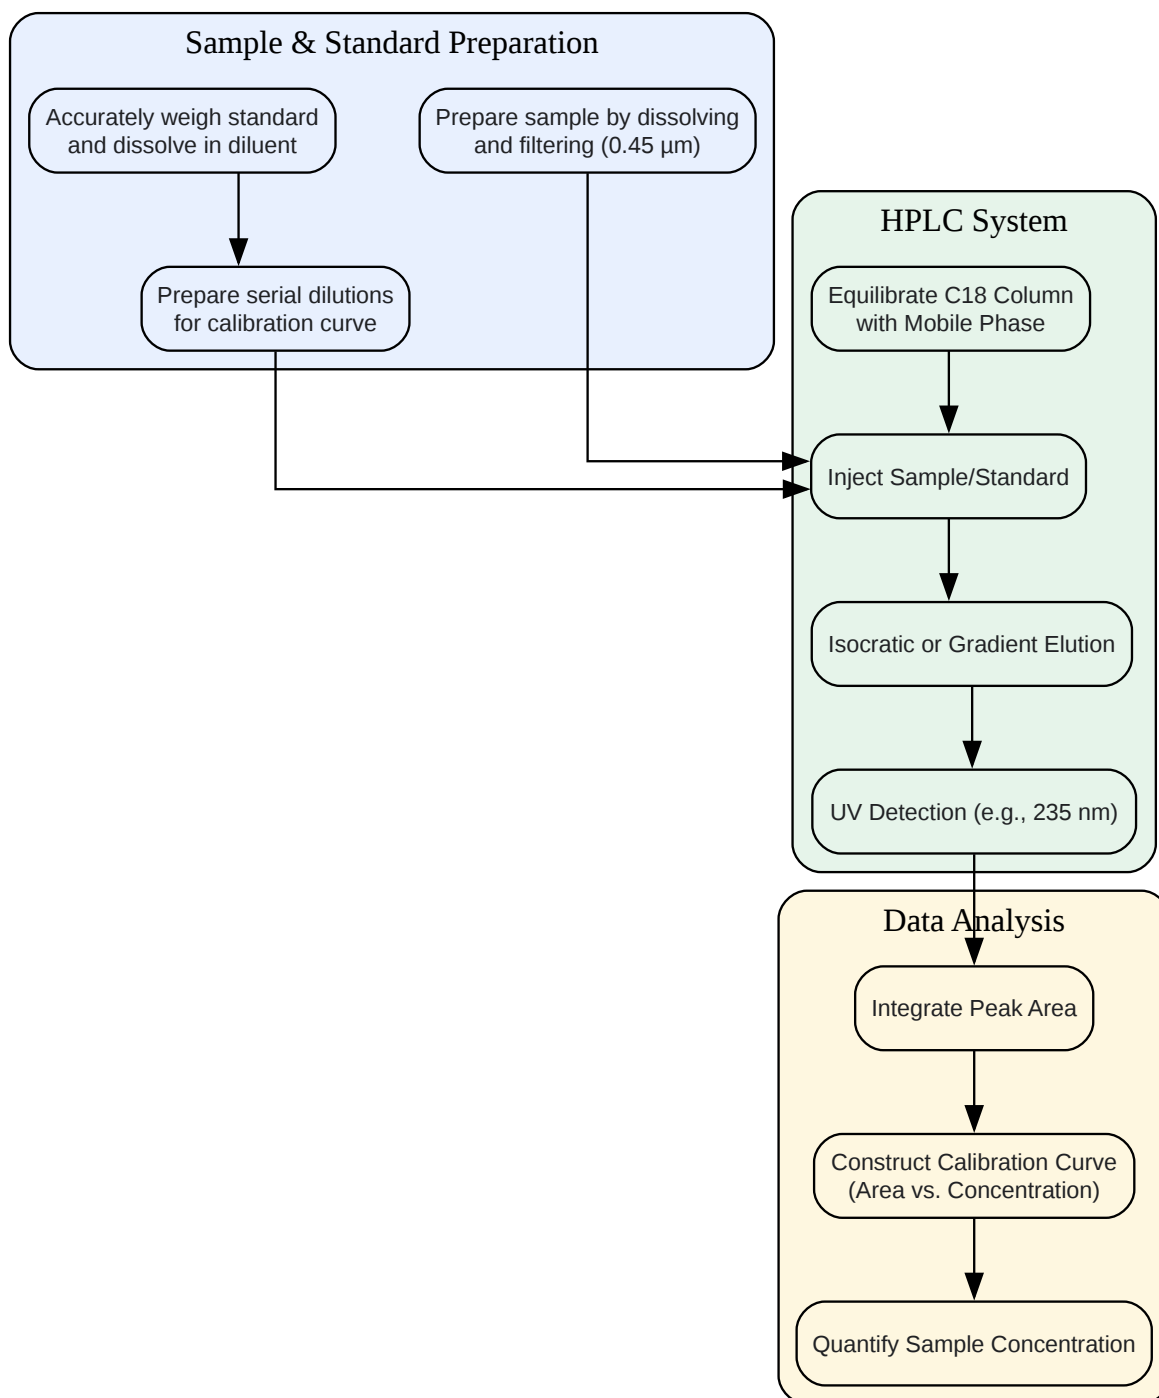 Sample & Standard Preparation
Accurately weigh standard
and dissolve in diluent
Prepare sample by dissolving
and filtering (0.45 µm)
Prepare serial dilutions
for calibration curve
HPLC System
Equilibrate C18 Column
with Mobile Phase
Inject Sample/Standard
Isocratic or Gradient Elution
UV Detection (e.g., 235 nm)
Data Analysis
Integrate Peak Area
Construct Calibration Curve
(Area vs. Concentration)
Quantify Sample Concentration